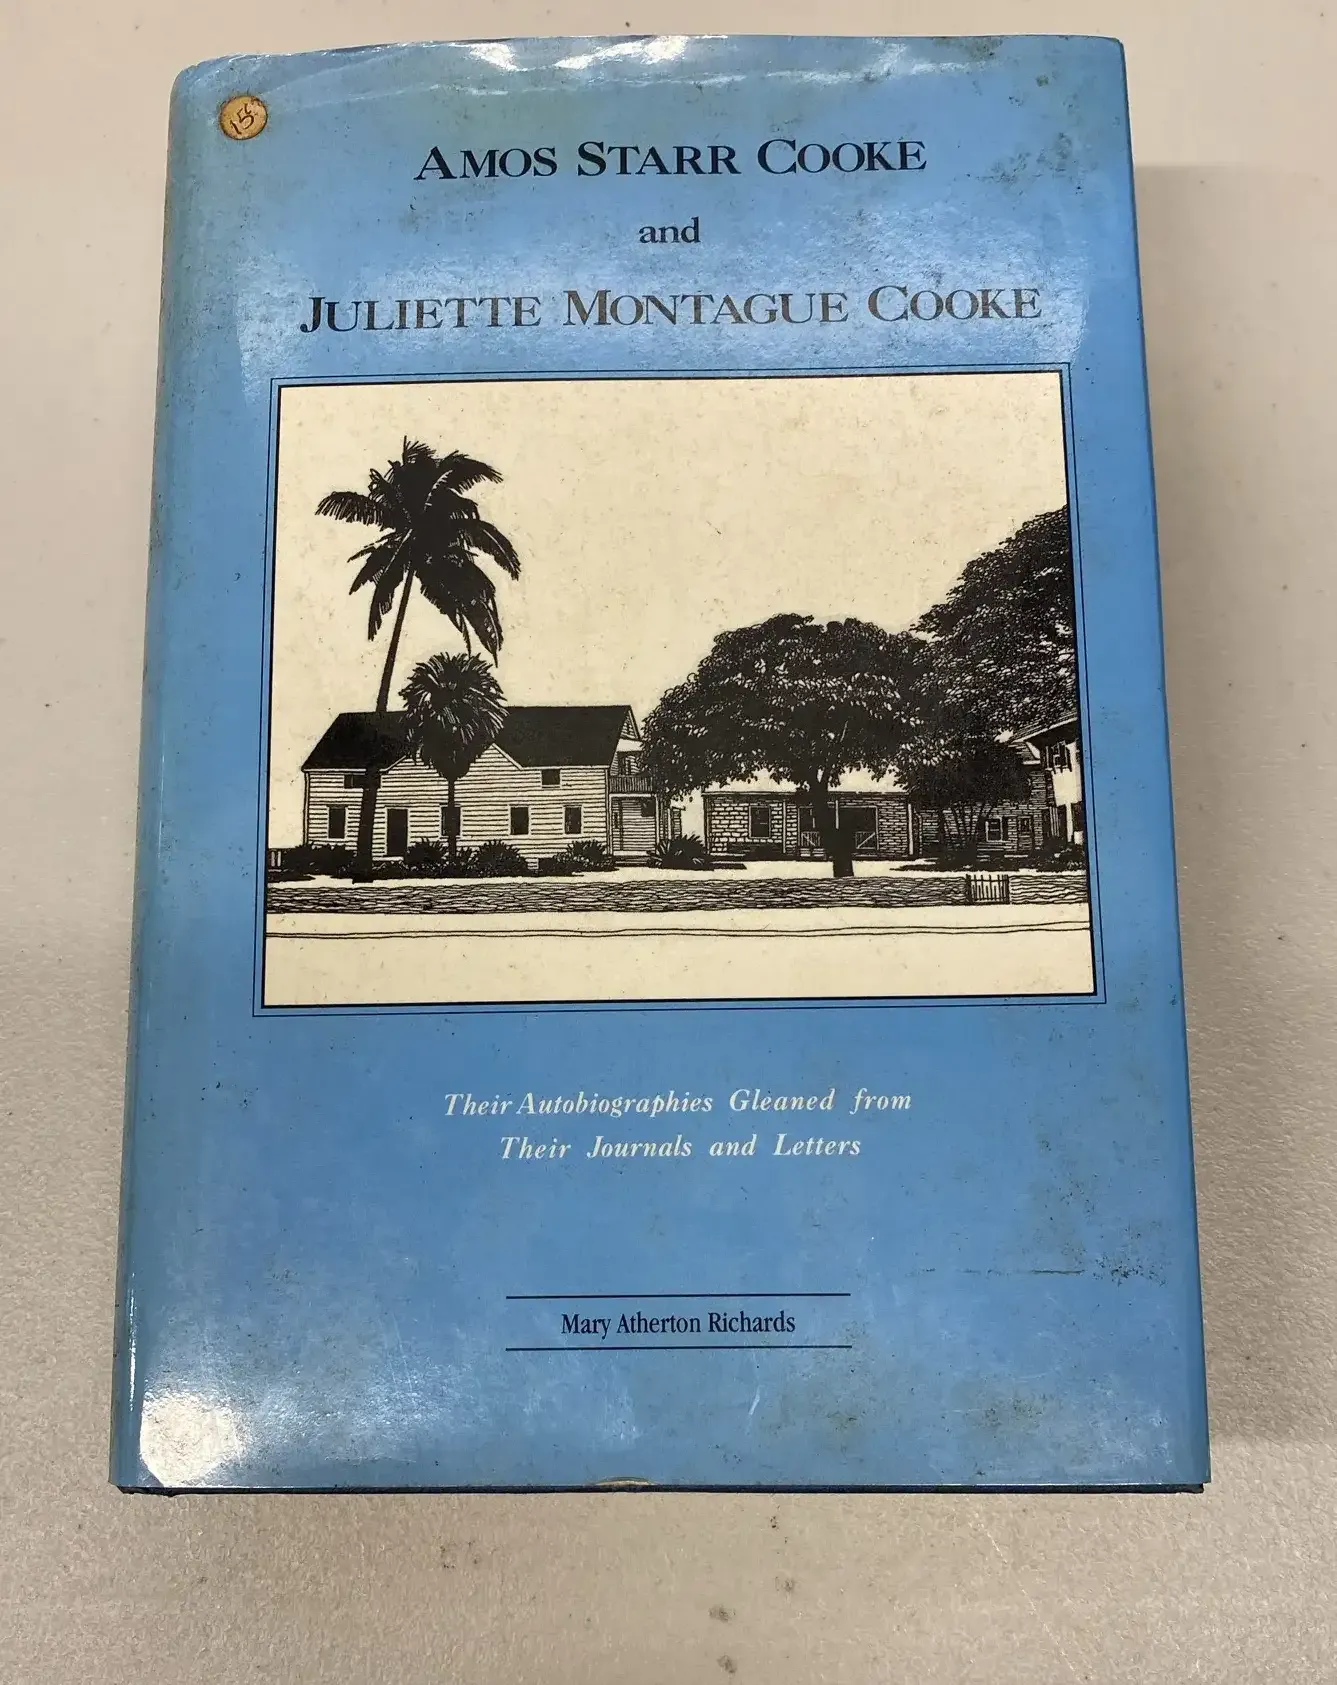 AMOS STARR COOKE
and
JULIETTE MONTAGUE COOKE
Their Autobiographies Gleaned from
Their Journals and Letters
Mary Atherton Richards